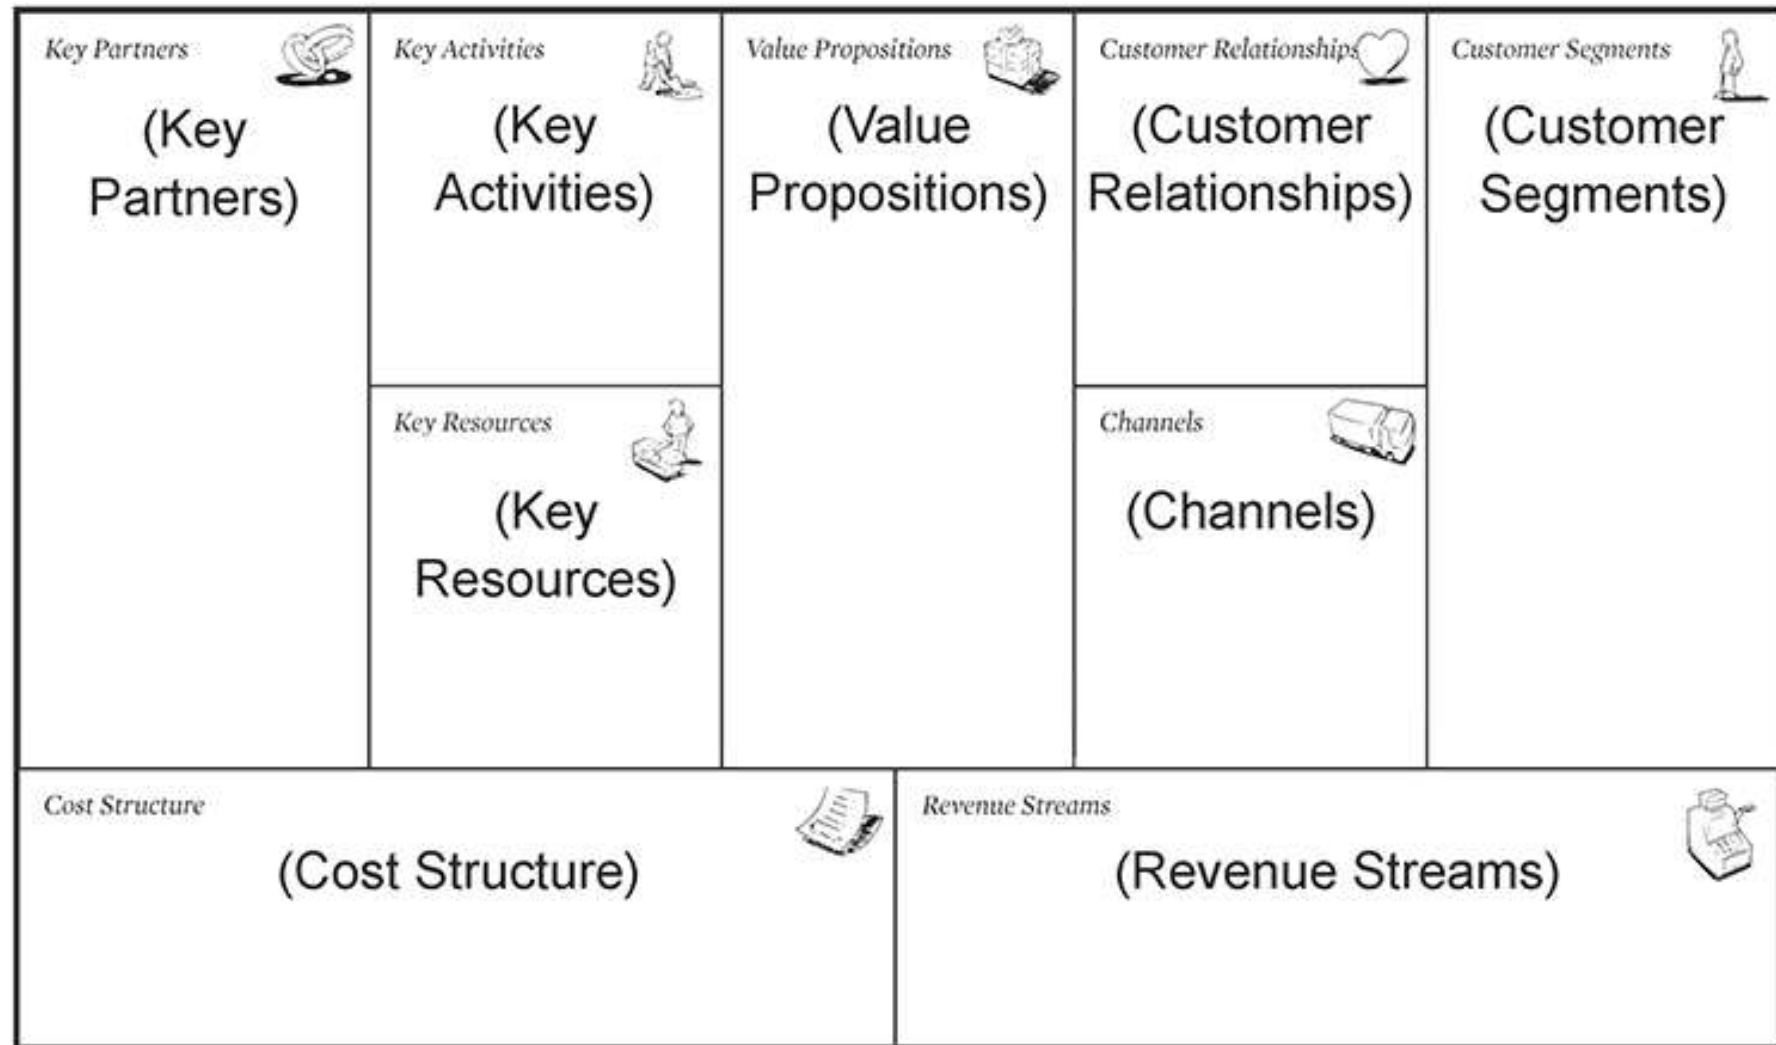 Key Partners
(Key
Partners)
Key Activities
(Key
Activities)
Key Resources
(Key
Resources)
Value Propositions
(Value
Propositions)
Customer Relationships
(Customer
Relationships)
Channels
(Channels)
Customer Segments
(Customer
Segments)
Cost Structure
(Cost Structure)
Revenue Streams
(Revenue Streams)